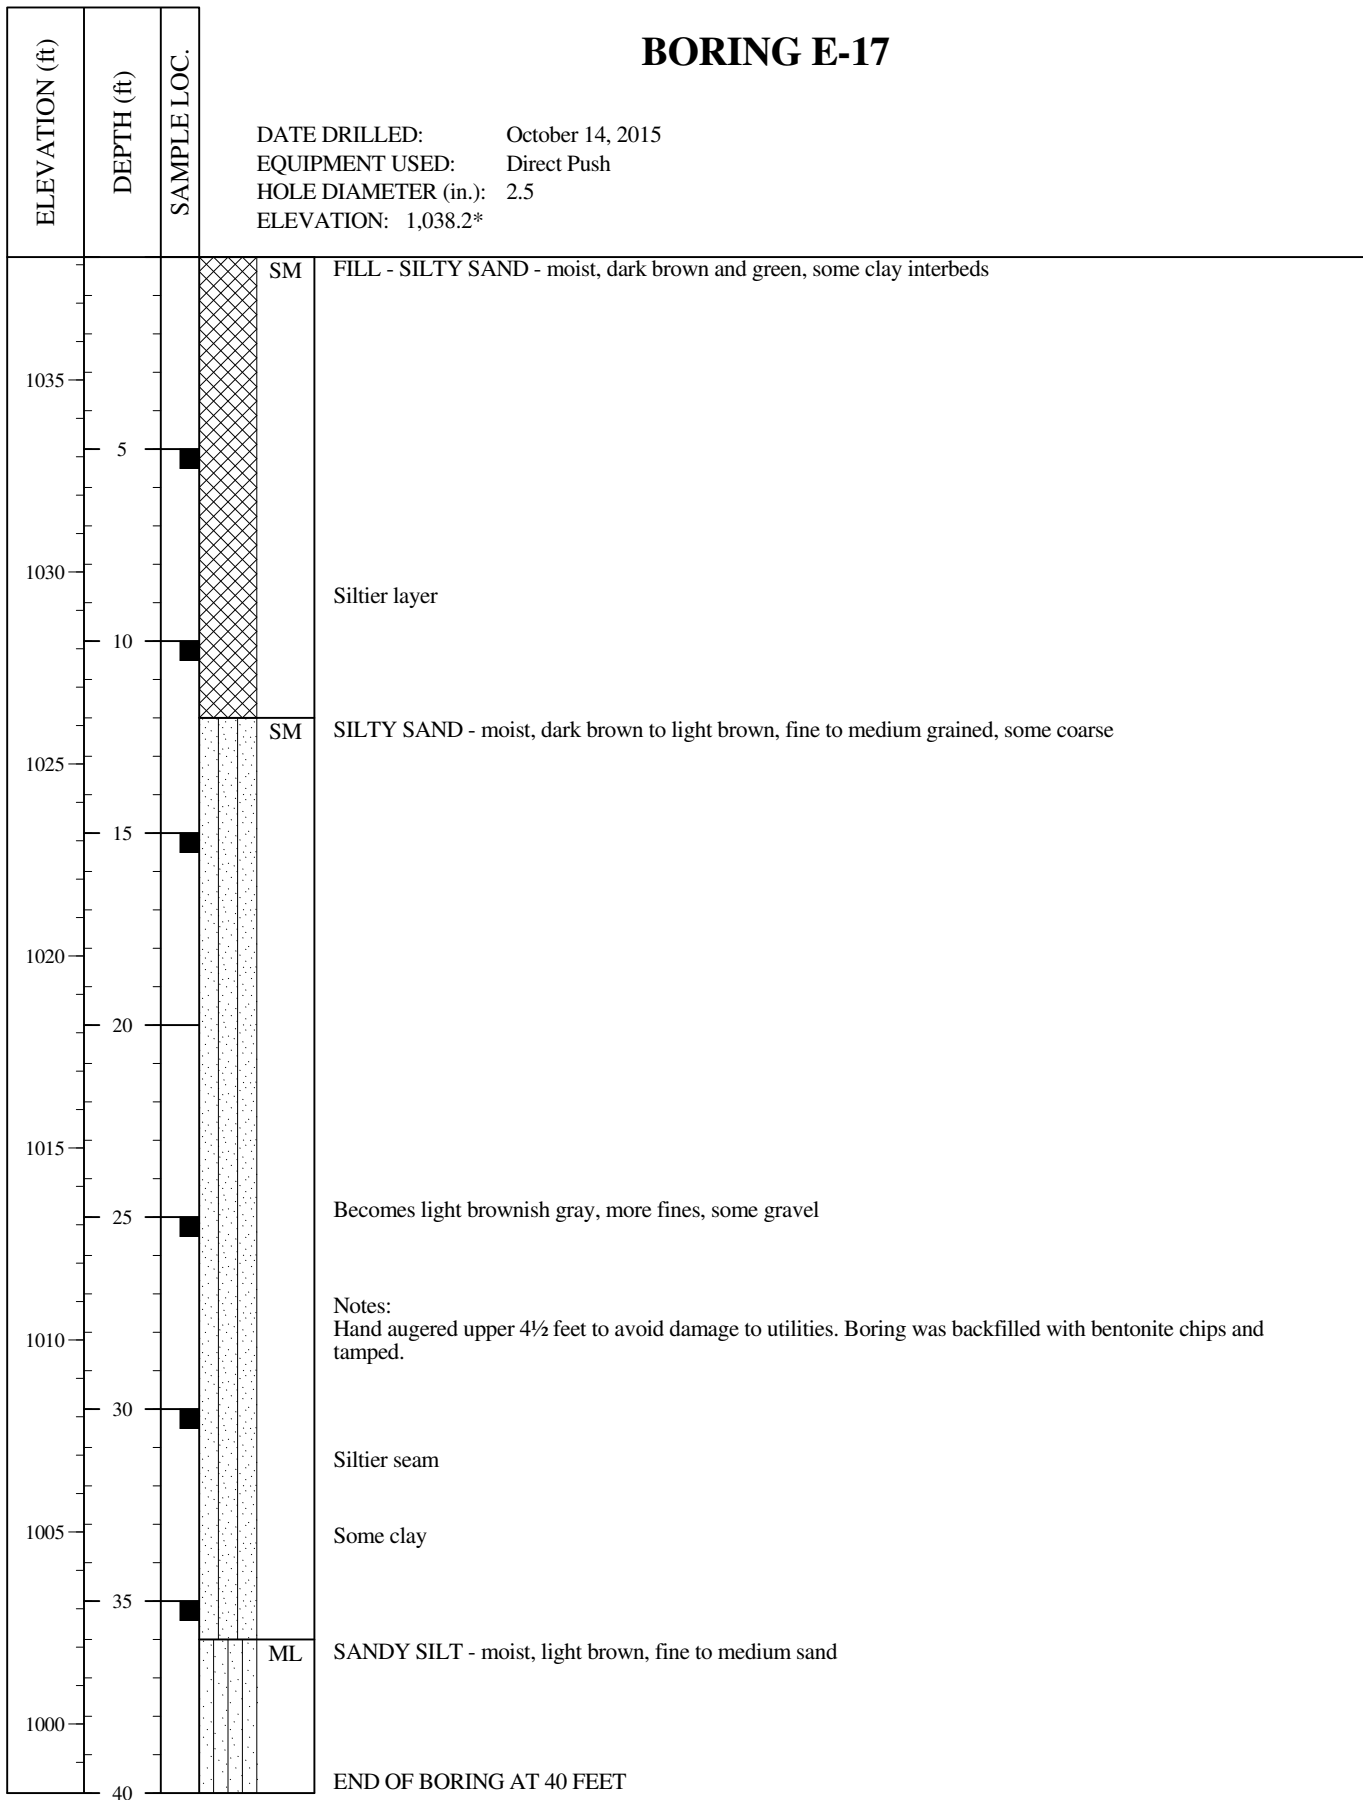 ELEVATION (ft)
DEPTH (ft)
SAMPLE LOC.
BORING E-17
DATE DRILLED: October 14, 2015
EQUIPMENT USED: Direct Push
HOLE DIAMETER (in.): 2.5
ELEVATION: 1,038.2*
SM FILL - SILTY SAND - moist, dark brown and green, some clay interbeds
1035
5
1030
Siltier layer
10
SM SILTY SAND - moist, dark brown to light brown, fine to medium grained, some coarse
1025
15
1020
20
1015
Becomes light brownish gray, more fines, some gravel
25
Notes:
Hand augered upper 4½ feet to avoid damage to utilities. Boring was backfilled with bentonite chips and
1010
tamped.
30
Siltier seam
1005
Some clay
35
ML SANDY SILT - moist, light brown, fine to medium sand
1000
END OF BORING AT 40 FEET
40